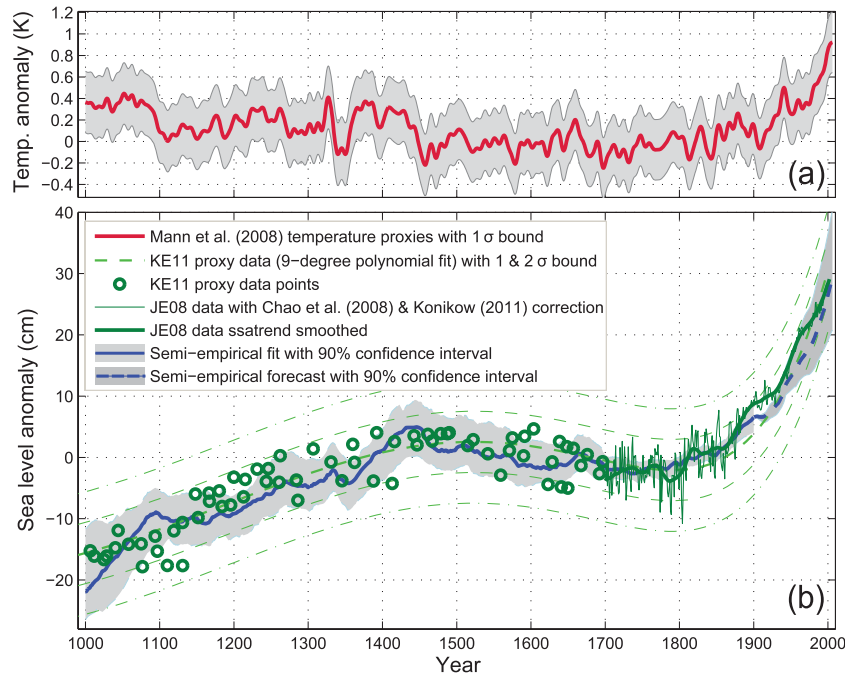 1.2
1.0
0.8
0.6
0.4
0.2
0
−0.2
−0.4
Temp. anomaly (K)
(a)
40
30
20
10
0
−10
−20
Sea level anomaly (cm)
Mann et al. (2008) temperature proxies with 1 σ bound
KE11 proxy data (9−degree polynomial fit) with 1 & 2 σ bound
KE11 proxy data points
JE08 data with Chao et al. (2008) & Konikow (2011) correction
JE08 data ssatrend smoothed
Semi−empirical fit with 90% confidence interval
Semi−empirical forecast with 90% confidence interval
(b)
1000 1100 1200 1300 1400 1500 1600 1700 1800 1900 2000
Year